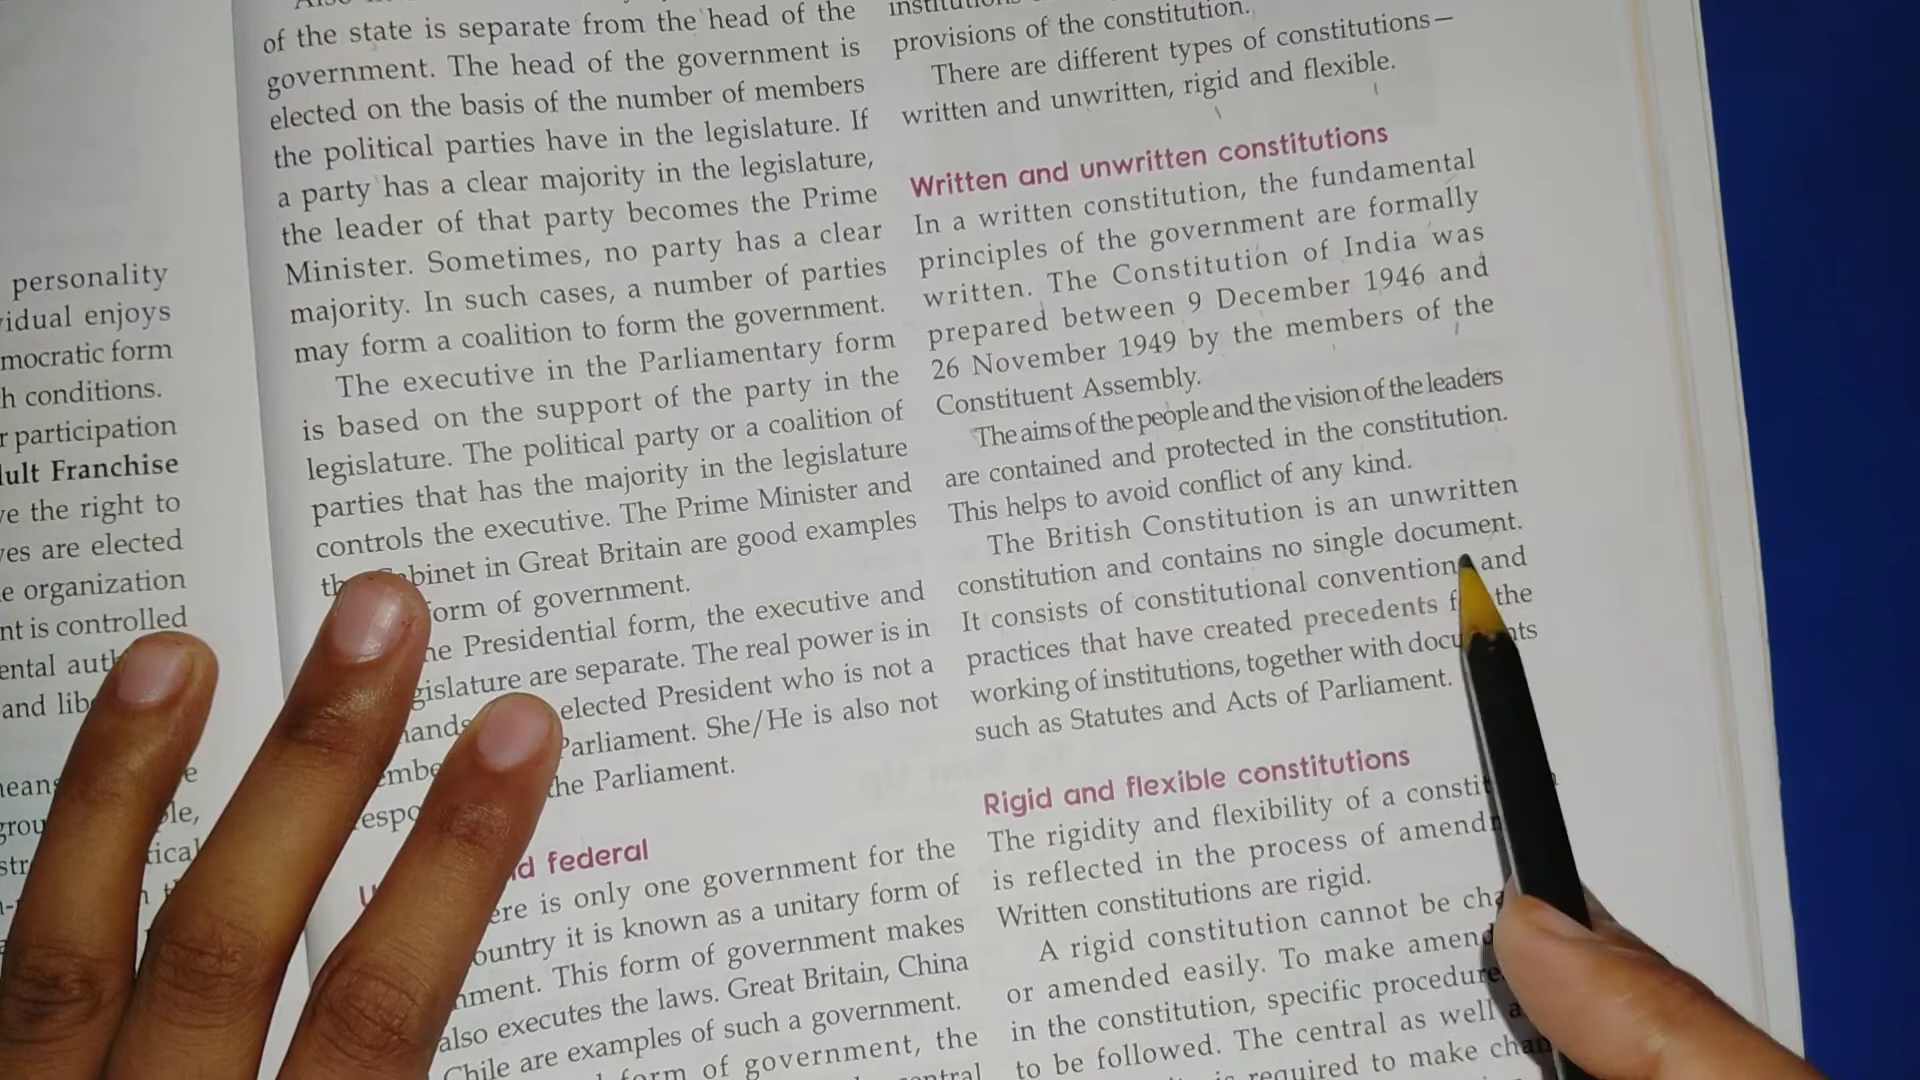 personality
vidual enjoys
mocratic form
h conditions.
r participation
dult Franchise
ve the right to
ves are elected
e organization
nt is controlled
ental
and
of the state is separate from the head of the
government. The head of the government is
elected on the basis of the number of members
the political parties have in the legislature. If
a party has a clear majority in the legislature,
the leader of that party becomes the Prime
Minister. Sometimes, no party has a clear
majority. In such cases, a number of parties
may form a coalition to form the government.
The executive in the Parliamentary form
is based on the support of the party in the
legislature. The political party or a coalition of
parties that has the majority in the legislature
controls the executive. The Prime Minister and
binet in Great Britain are good examples
form of government.
he Presidential form, the executive and
gislature are separate. The real power is in
elected President who is not a
Parliament. She/He is also not
the Parliament.
d federal
ere is only one government for the
ountry it is known as a unitary form of
nment. This form of government makes
also executes the laws. Great Britain, China
Chile are examples of such a government.
form of government, the
provisions of the constitution.
There are different types of constitutions—
written and unwritten, rigid and flexible.
Written and unwritten constitutions
In a written constitution, the fundamental
principles of the government are formally
written. The Constitution of India was
prepared between 9 December 1946 and
26 November 1949 by the members of the
Constituent Assembly.
The aims of the people and the vision of the leaders
are contained and protected in the constitution.
This helps to avoid conflict of any kind.
The British Constitution is an unwritten
constitution and contains no single document.
It consists of constitutional conventions and
practices that have created precedents the
working of institutions, together with documents
such as Statutes and Acts of Parliament.
Rigid and flexible constitutions
The rigidity and flexibility of a consti
is reflected in the process of amend
Written constitutions are rigid.
A rigid constitution cannot be cha
or amended easily. To make amend
in the constitution, specific procedure
to be followed. The central as well
is required to make chan